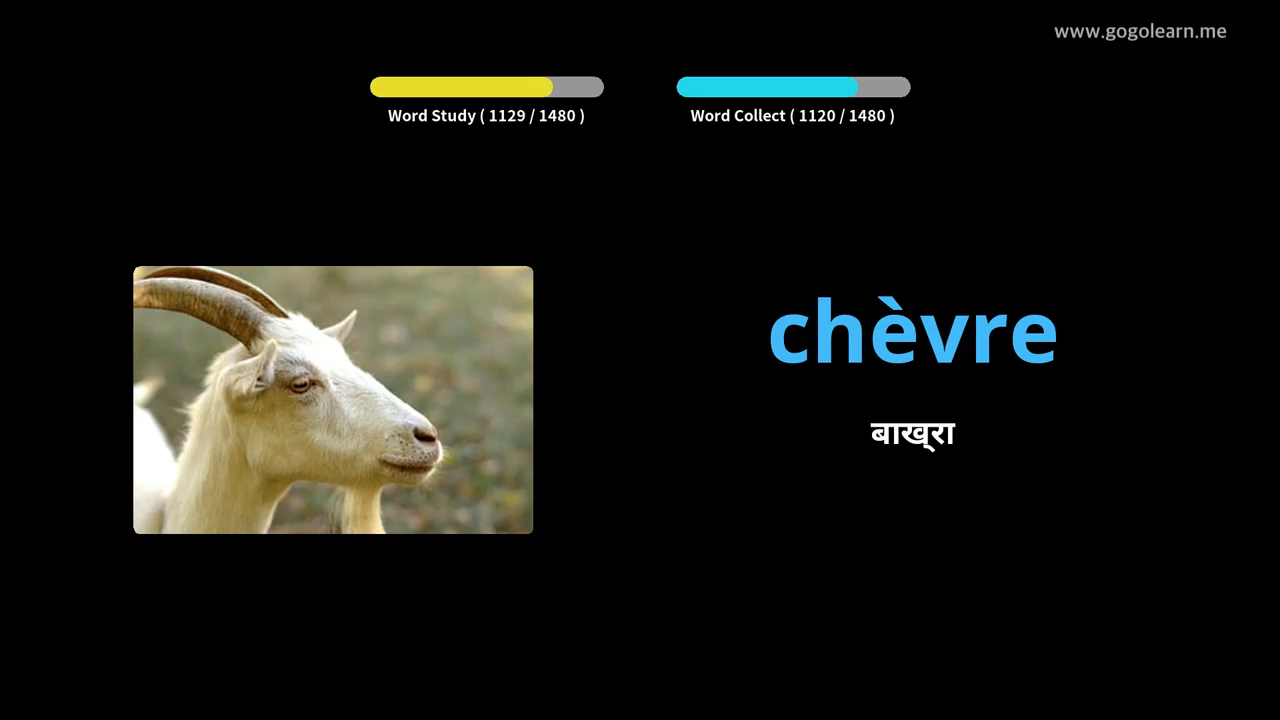 www.gogolearn.me
Word Study ( 1129 / 1480 )
Word Collect ( 1120 / 1480 )
chèvre
बाख्रा